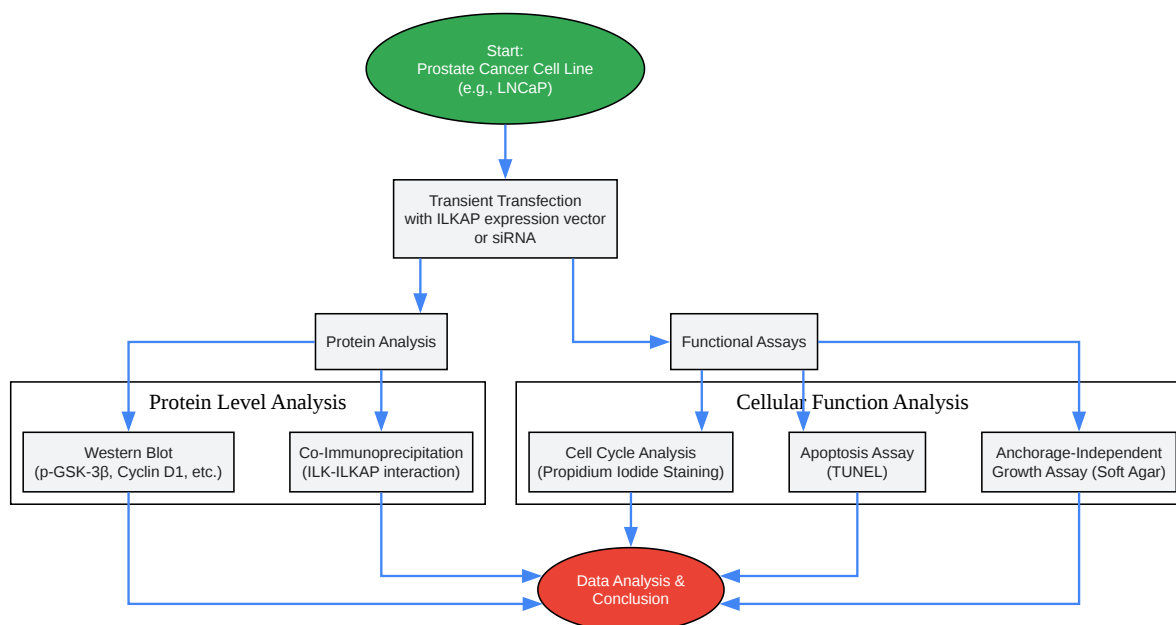 Start:
Prostate Cancer Cell Line
(e.g., LNCaP)
Transient Transfection
with ILKAP expression vector
or siRNA
Protein Analysis
Functional Assays
Protein Level Analysis
Cellular Function Analysis
Western Blot
(p-GSK-3β, Cyclin D1, etc.)
Co-Immunoprecipitation
(ILK-ILKAP interaction)
Cell Cycle Analysis
(Propidium Iodide Staining)
Apoptosis Assay
(TUNEL)
Anchorage-Independent
Growth Assay (Soft Agar)
Data Analysis &
Conclusion